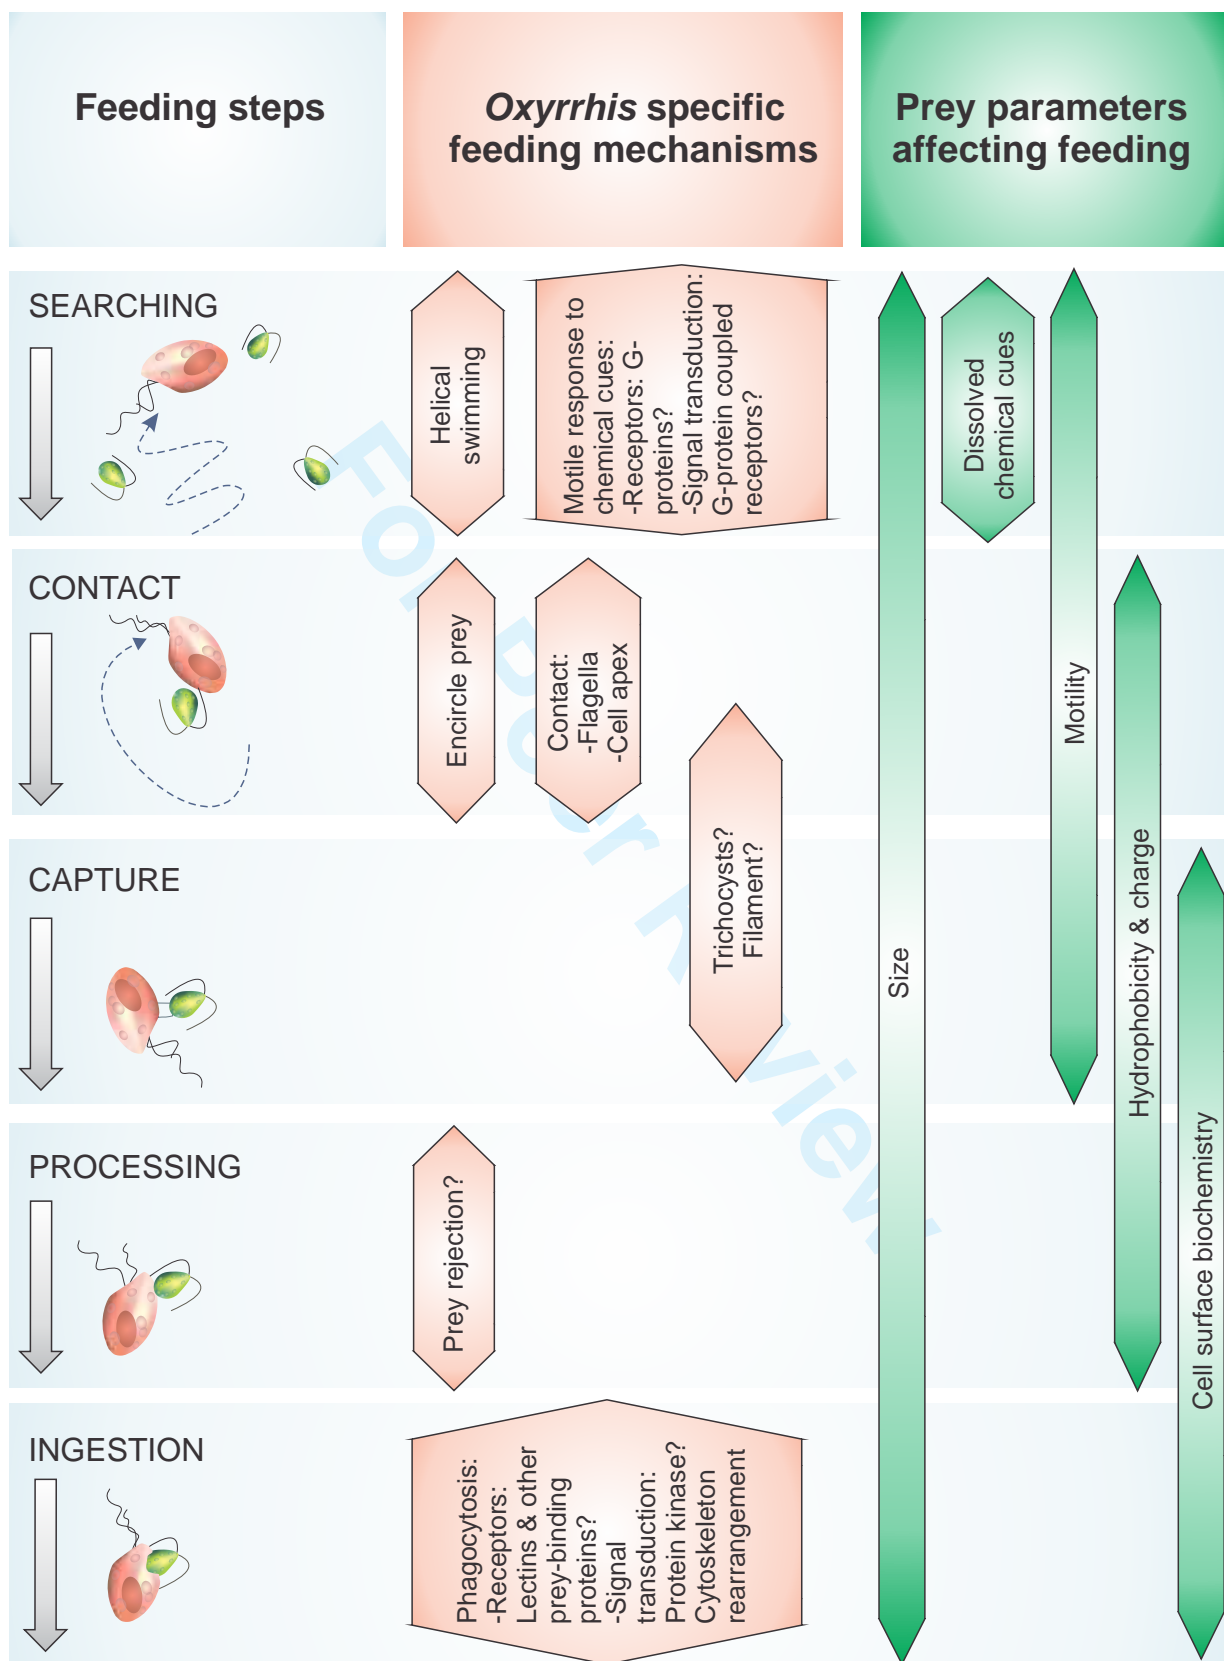 Feeding steps
Oxyrrhis specific
feeding mechanisms
Prey parameters
affecting feeding
SEARCHING
Helical
swimming
Motile response to
chemical cues:
-Receptors: G-
proteins?
-Signal transduction:
G-protein coupled
receptors?
Dissolved
chemical cues
CONTACT
Encircle prey
Contact:
-Flagella
-Cell apex
Trichocysts?
Filament?
Size
Motility
Hydrophobicity & charge
Cell surface biochemistry
CAPTURE
PROCESSING
Prey rejection?
INGESTION
Phagocytosis:
-Receptors:
Lectins & other
prey-binding
proteins?
-Signal
transduction:
Protein kinase?
Cytoskeleton
rearrangement
For Peer Review